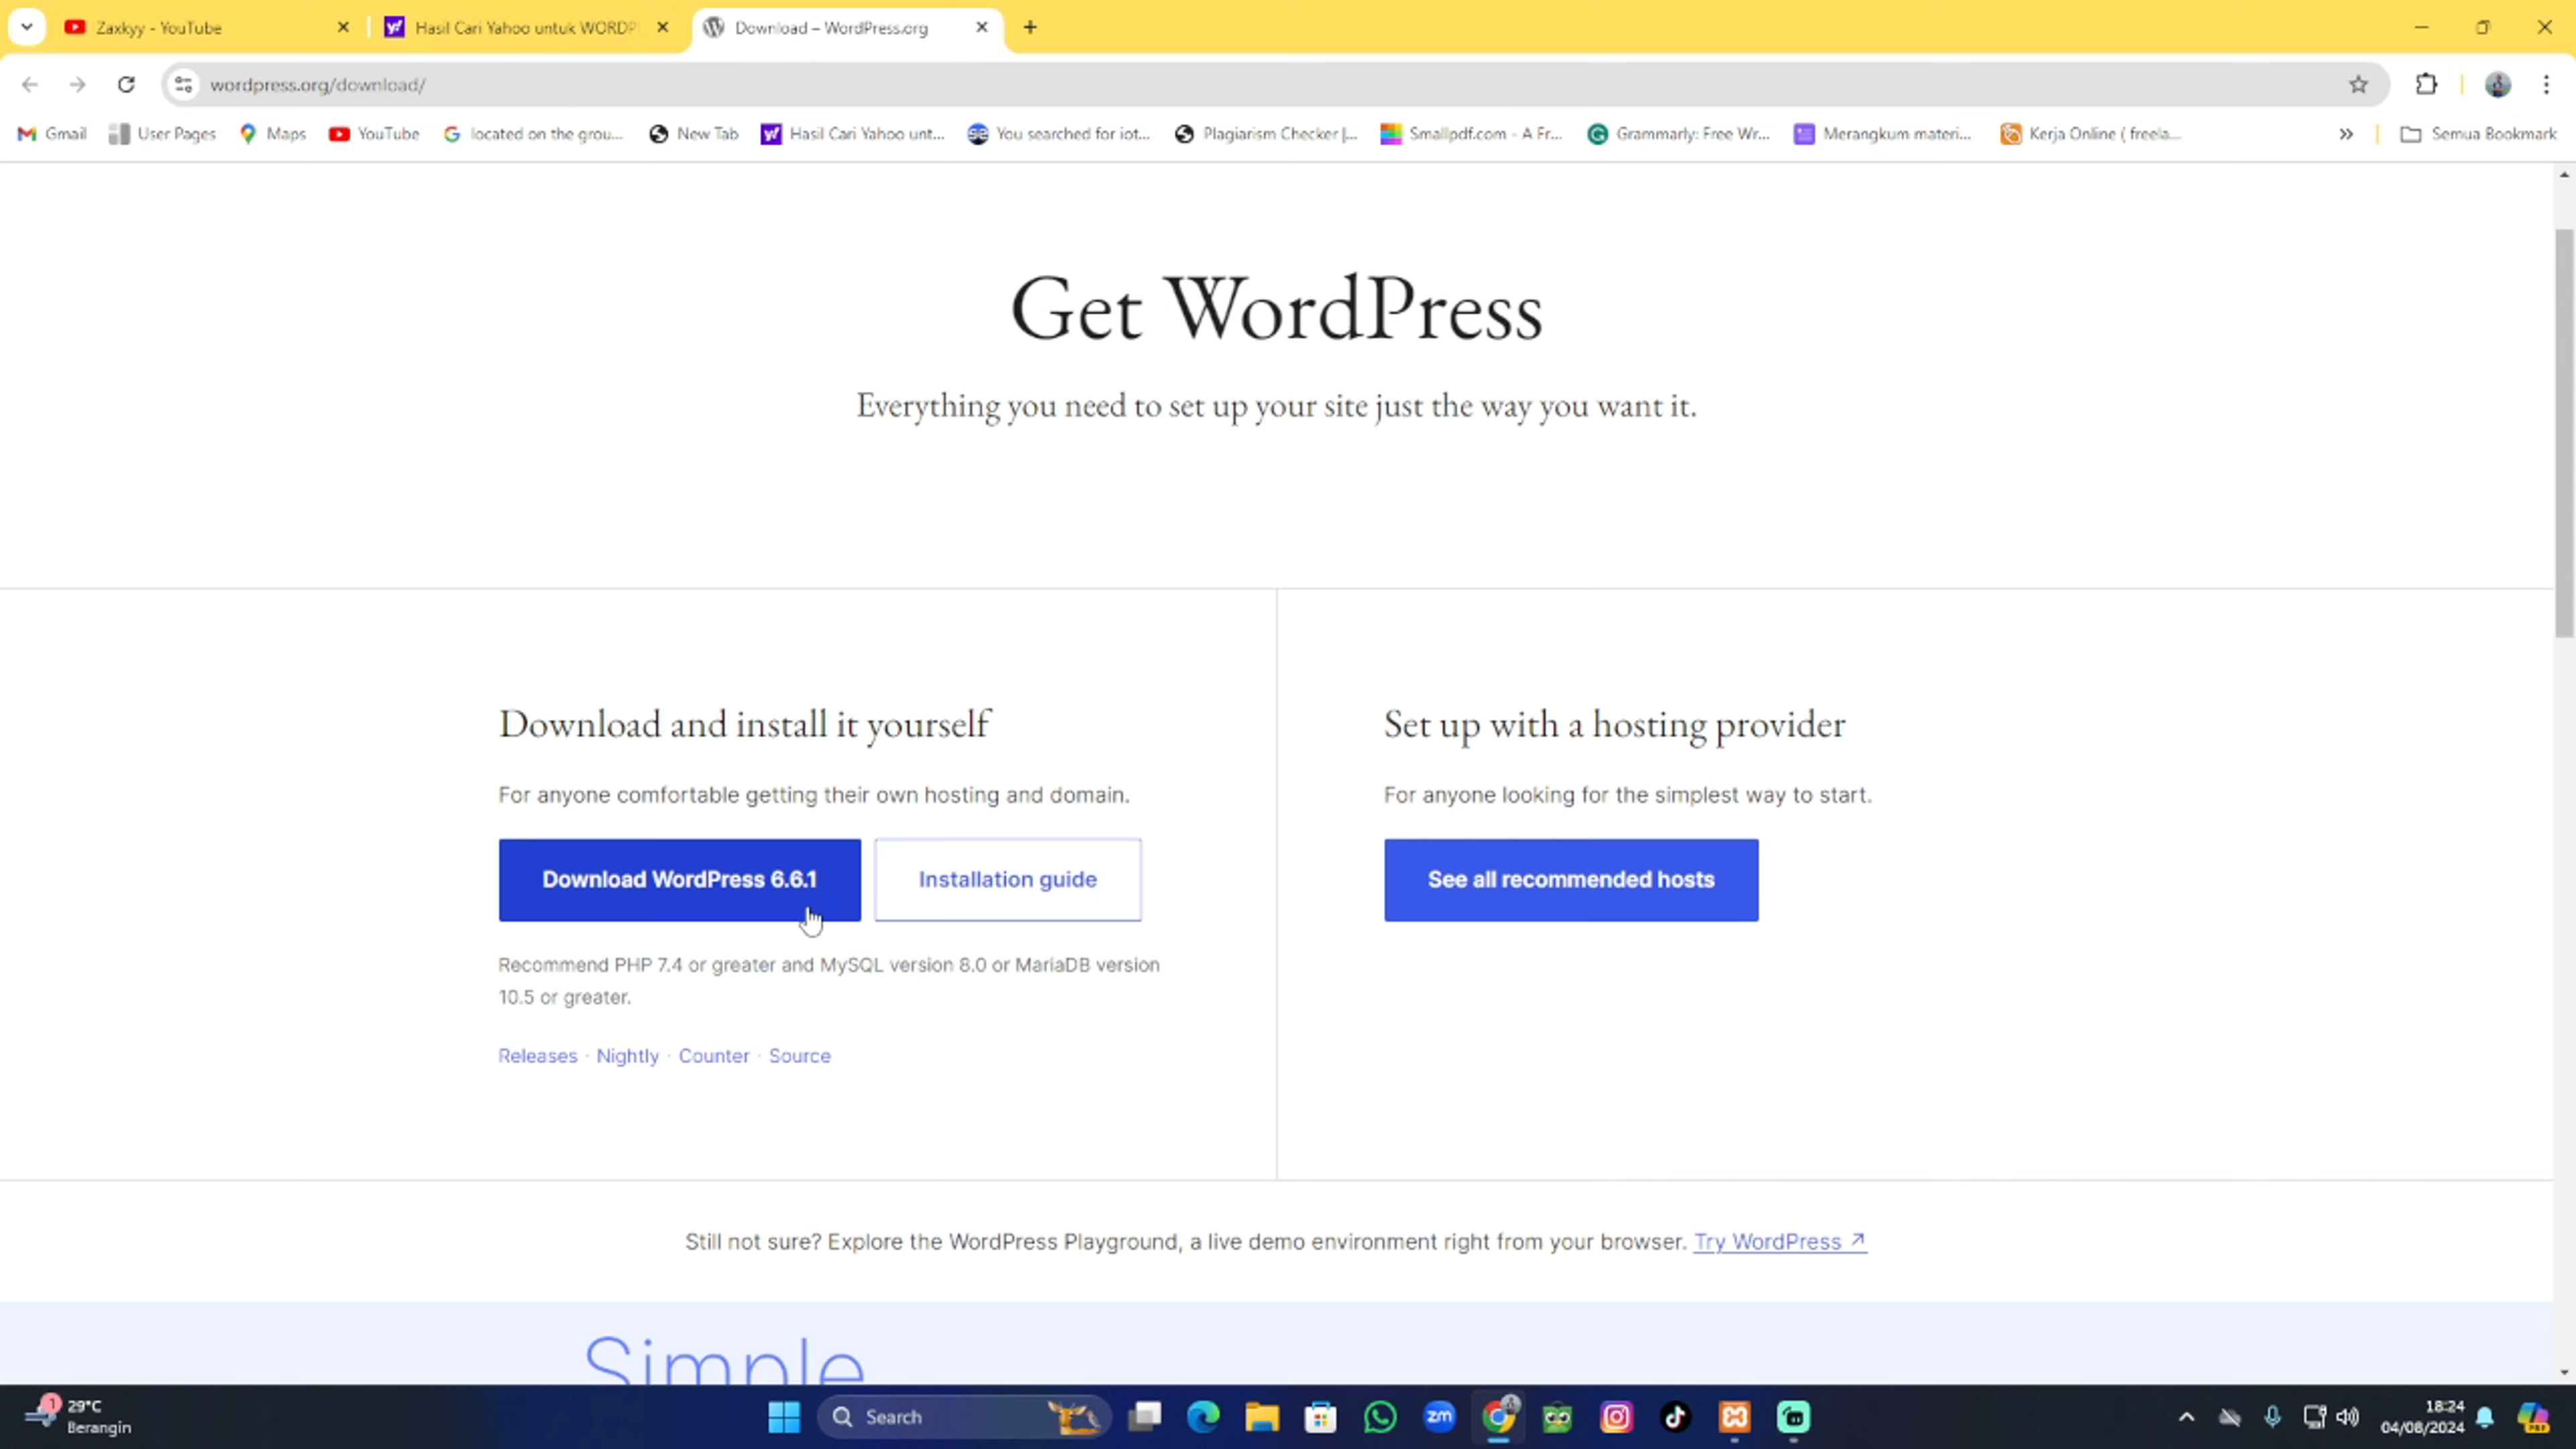 Zaxkyy - YouTube
Hasil Cari Yahoo untuk WORDP
Download – WordPress.org
wordpress.org/download/
Gmail
User Pages
Maps
YouTube
located on the grou...
New Tab
Hasil Cari Yahoo unt...
You searched for iot...
Plagiarism Checker |...
Smallpdf.com - A Fr...
Grammarly: Free Wr...
Merangkum materi...
Kerja Online ( freela...
Semua Bookmark
Get WordPress
Everything you need to set up your site just the way you want it.
Download and install it yourself
For anyone comfortable getting their own hosting and domain.
Download WordPress 6.6.1
Installation guide
Recommend PHP 7.4 or greater and MySQL version 8.0 or MariaDB version
10.5 or greater.
Releases · Nightly · Counter · Source
Set up with a hosting provider
For anyone looking for the simplest way to start.
See all recommended hosts
Still not sure? Explore the WordPress Playground, a live demo environment right from your browser. Try WordPress ↗
Simple
1
29°C
Berangin
Search
zm
18:24
04/08/2024